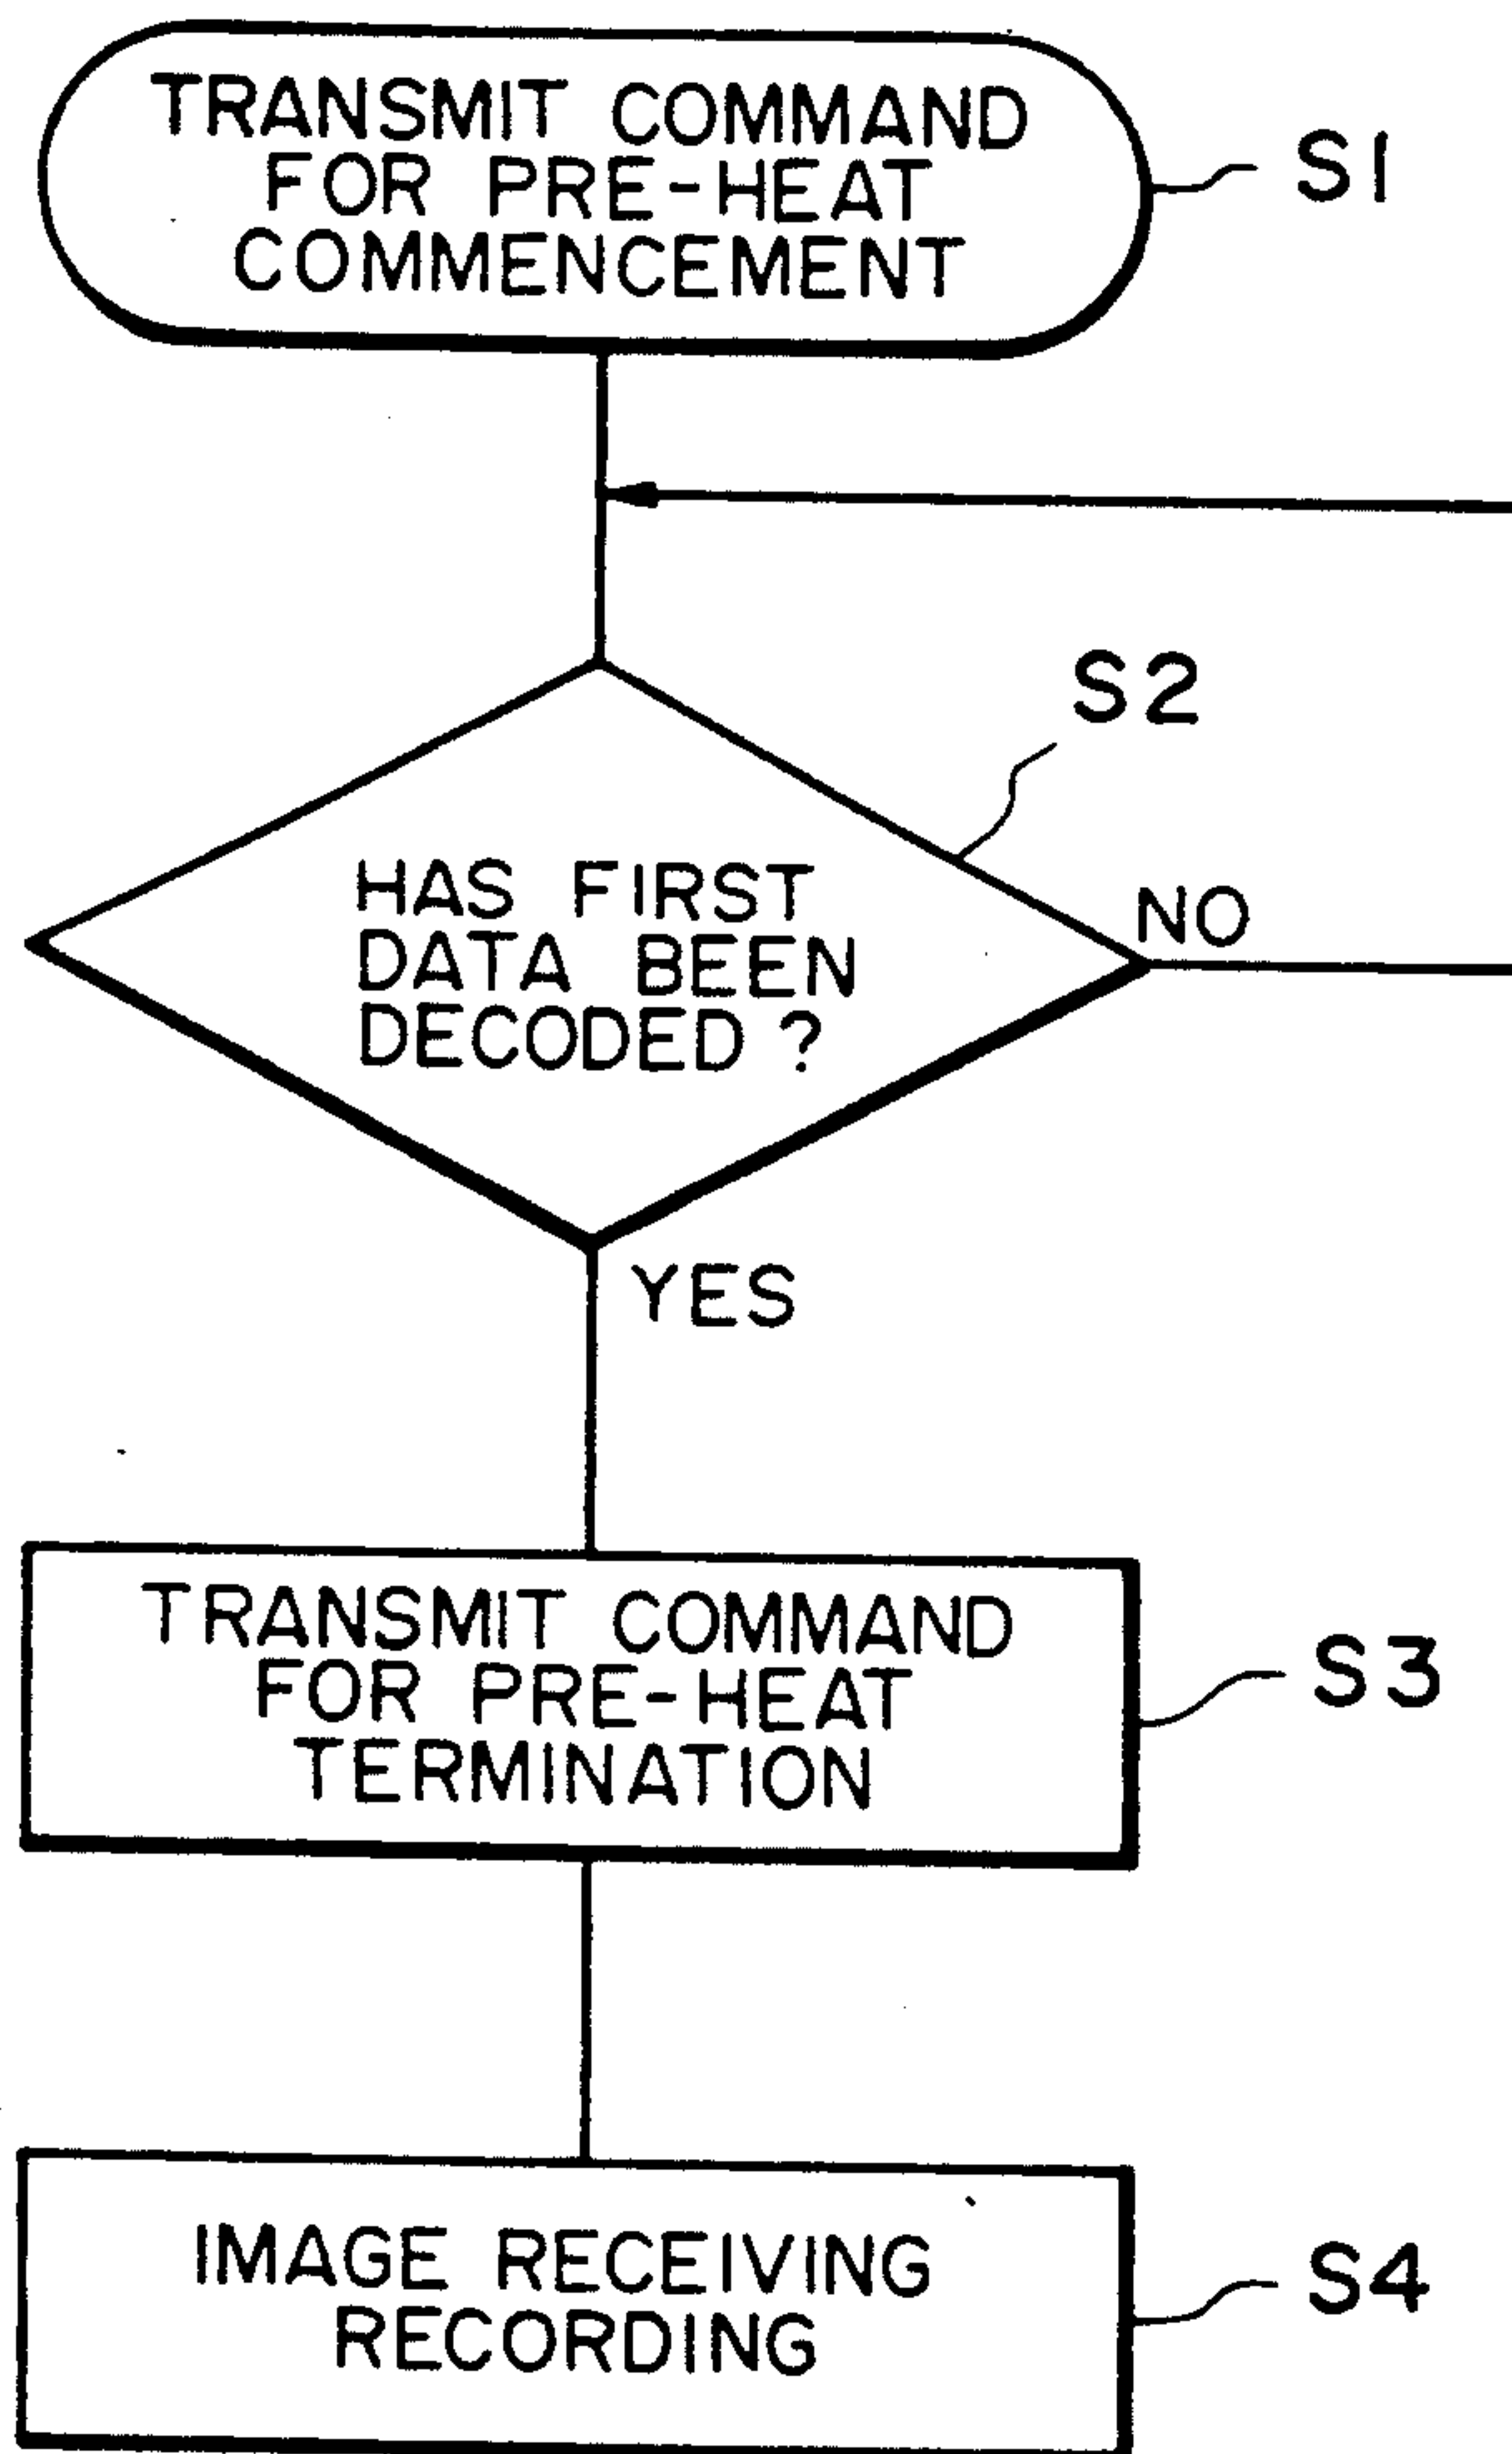 TRANSMIT COMMAND
FOR PRE-HEAT
COMMENCEMENT
S1
S2
HAS FIRST
DATA BEEN
DECODED?
NO
YES
TRANSMIT COMMAND
FOR PRE-HEAT
TERMINATION
S3
IMAGE RECEIVING
RECORDING
S4